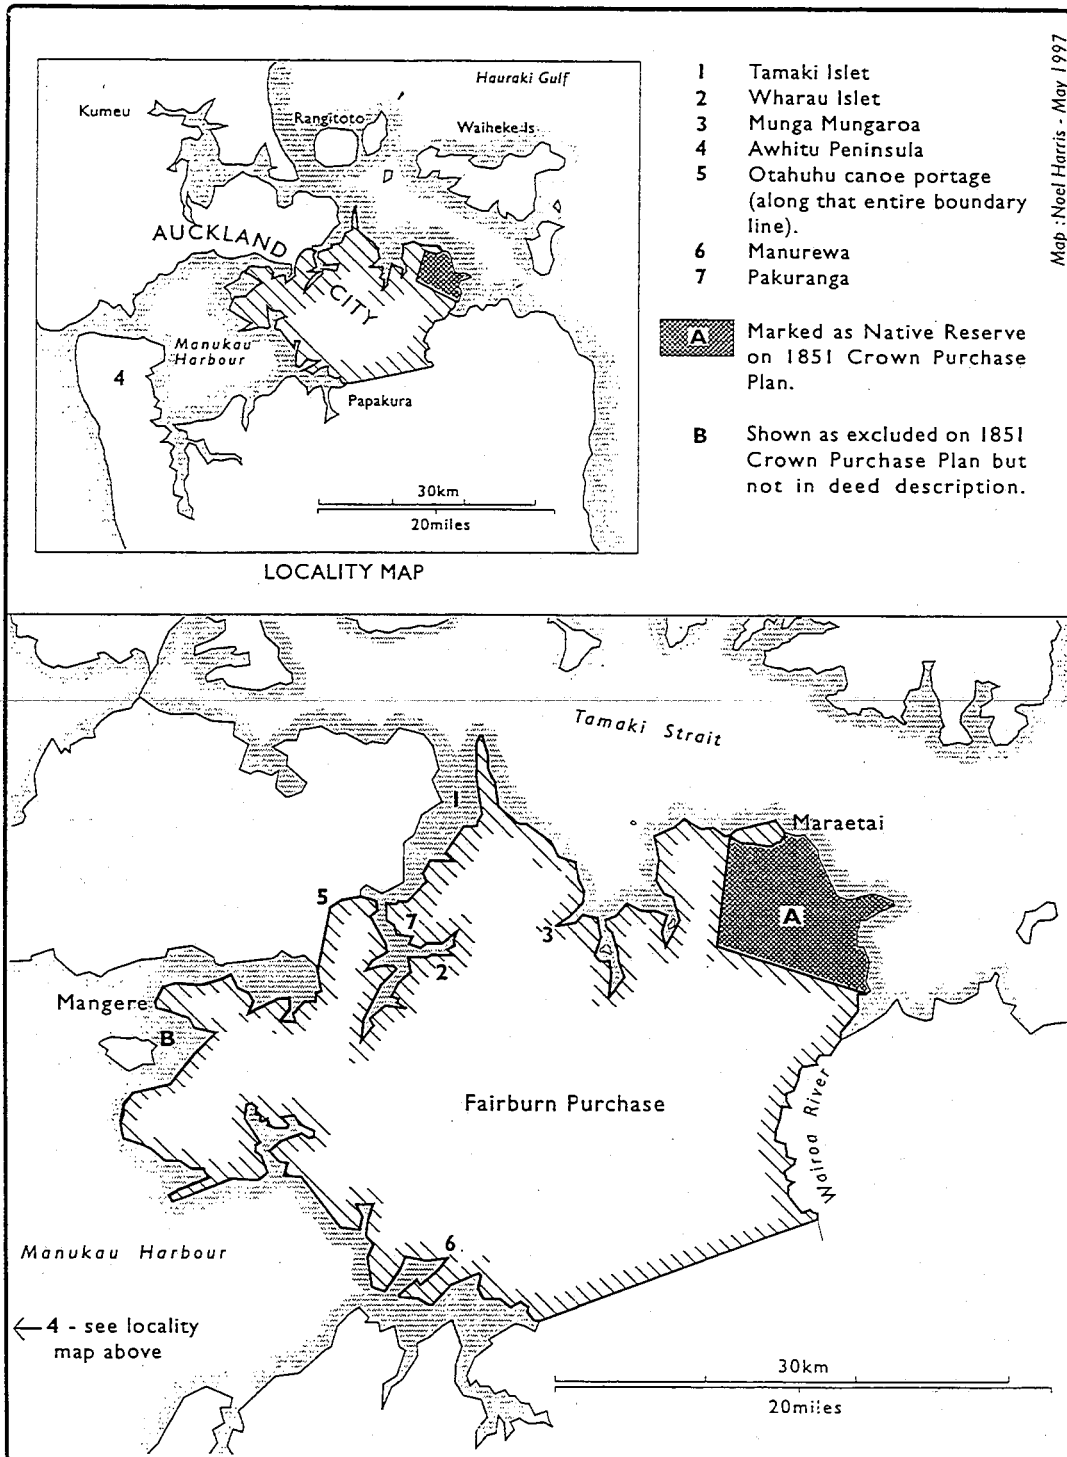 Hauraki Gulf
Kumeu
Rangitoto
Waiheke Is
AUCKLAND
CITY
Manukau
Harbour
4
Papakura
30km
20miles
LOCALITY MAP
1 Tamaki Islet
2 Wharau Islet
3 Munga Mungaroa
4 Awhitu Peninsula
5 Otahuhu canoe portage
(along that entire boundary
line).
6 Manurewa
7 Pakuranga
A Marked as Native Reserve
on 1851 Crown Purchase
Plan.
B Shown as excluded on 1851
Crown Purchase Plan but
not in deed description.
Map : Noel Harris - May 1997
Tamaki Strait
1
Maraetai
5
A
7
3
2
Mangere
B
Fairburn Purchase
Wairoa River
Manukau Harbour
6
4 - see locality
map above
30km
20miles